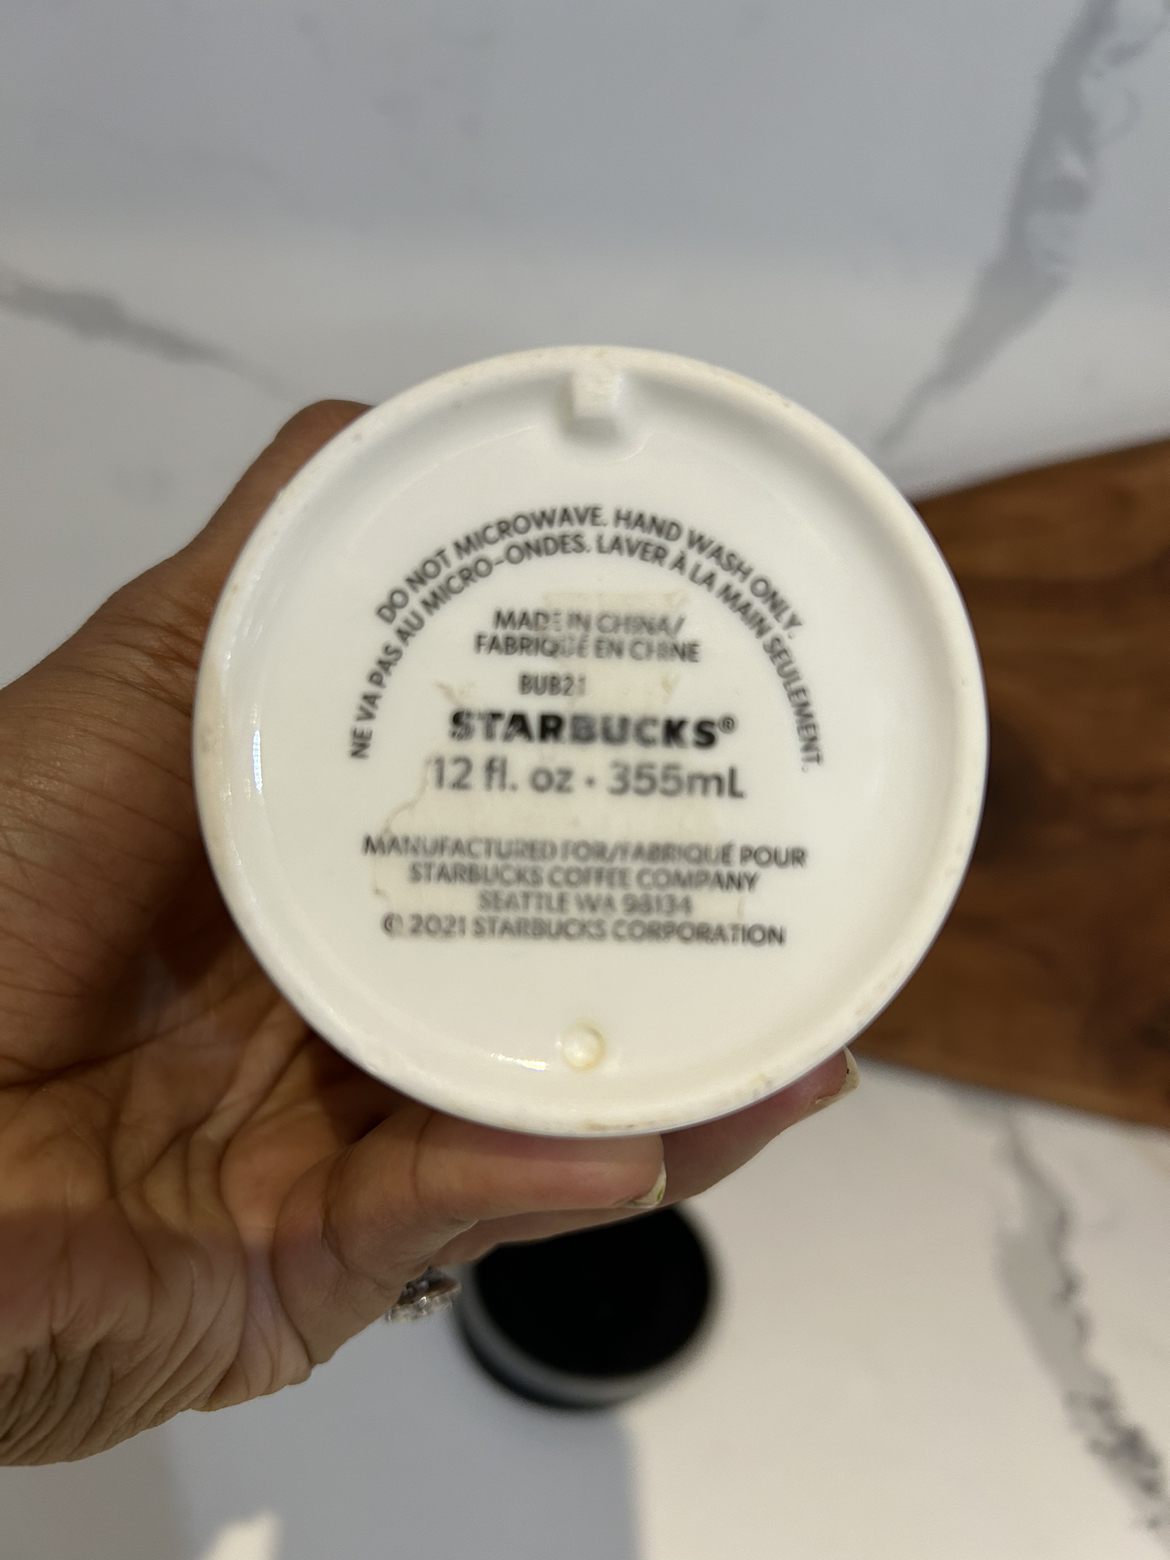 DO NOT MICROWAVE. HAND WASH ONLY.
NE VA PAS AU MICRO-ONDES. LAVER À LA MAIN SEULEMENT.
MADE IN CHINA/
FABRIQUÉ EN CHINE
BUB21
STARBUCKS®
12 fl. oz · 355mL
MANUFACTURED FOR/FABRIQUÉ POUR
STARBUCKS COFFEE COMPANY
SEATTLE WA 98134
© 2021 STARBUCKS CORPORATION